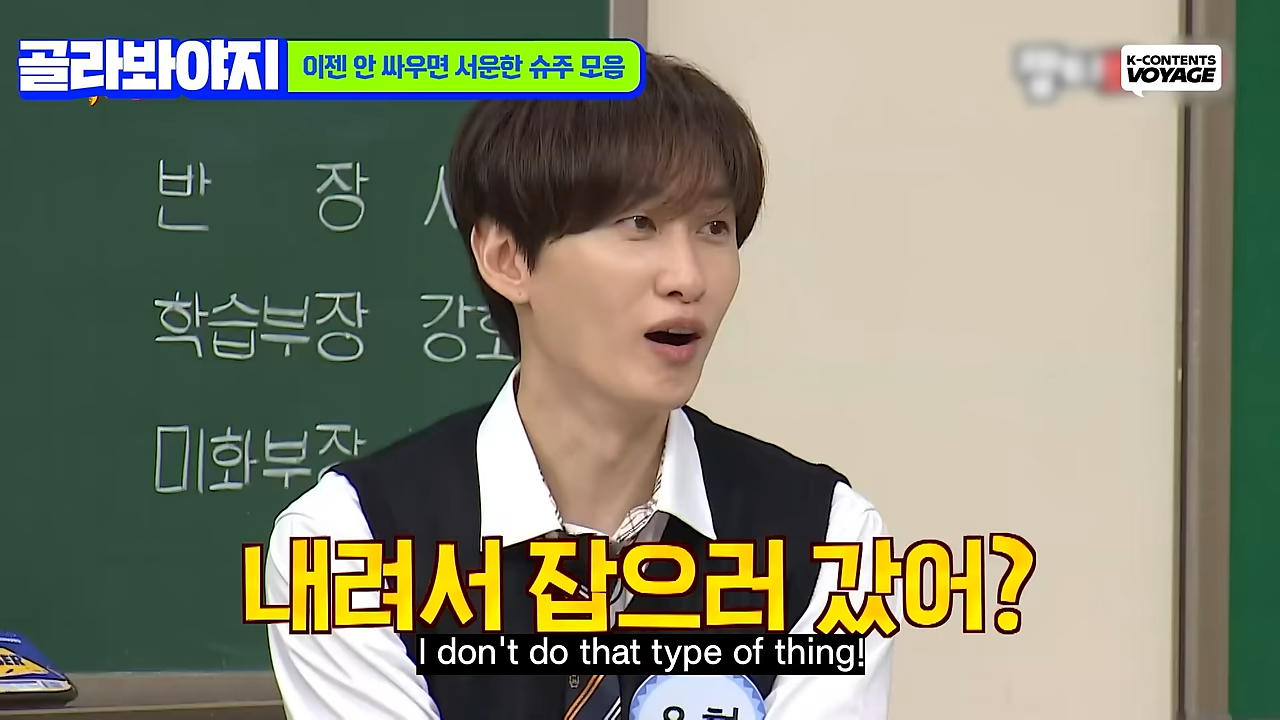 골라봐야지
이젠 안 싸우면 서운한 슈주 모음
K-CONTENTS
VOYAGE
반 장
학습부장 강호
미화부장
내려서 잡으러 갔어?
I don't do that type of thing!